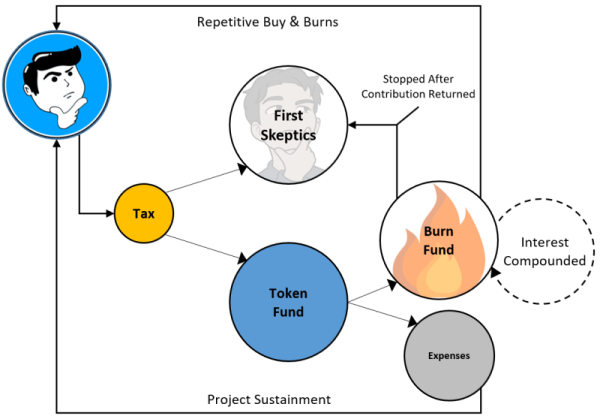 Repetitive Buy & Burns
Stopped After
Contribution Returned
First
Skeptics
Tax
Burn
Fund
Interest
Compounded
Token
Fund
Expenses
Project Sustainment